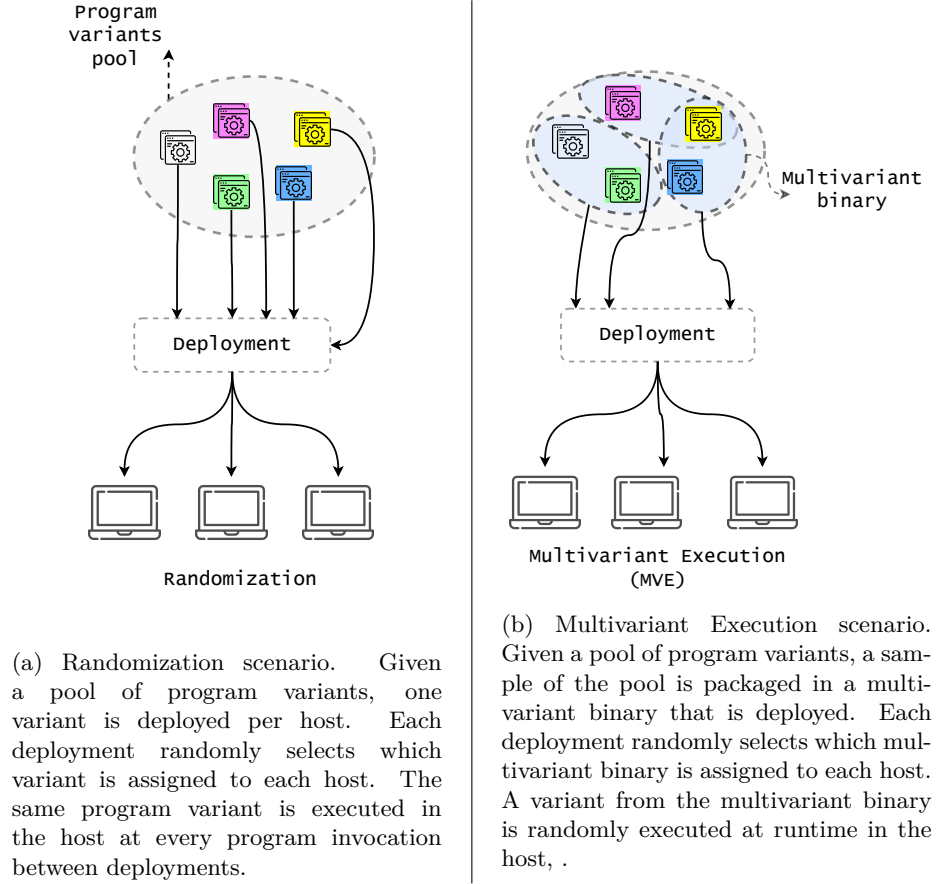 Program
variants
pool
Deployment
Randomization
(a) Randomization scenario. Given
a pool of program variants, one
variant is deployed per host. Each
deployment randomly selects which
variant is assigned to each host. The
same program variant is executed in
the host at every program invocation
between deployments.
Multivariant
binary
Deployment
Multivariant Execution
(MVE)
(b) Multivariant Execution scenario.
Given a pool of program variants, a sam-
ple of the pool is packaged in a multi-
variant binary that is deployed. Each
deployment randomly selects which mul-
tivariant binary is assigned to each host.
A variant from the multivariant binary
is randomly executed at runtime in the
host, .